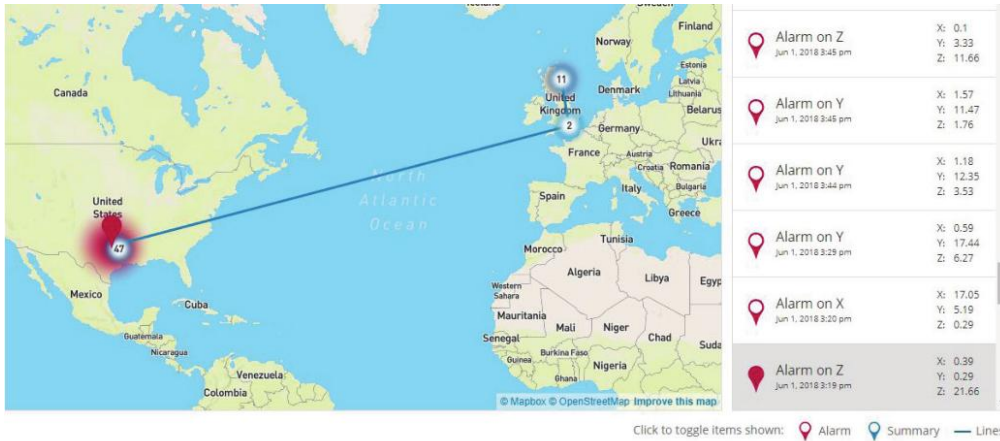 Iceland
Sweden
Finland
Norway
Canada
11
Estonia
Latvia
Lithuania
United
Kingdom
Denmark
Belarus
2
Germany
Ukra
France
Austria
Croatia
Romania
United
States
North
Atlantic
Ocean
Italy
Bulgaria
Spain
Greece
47
Tunisia
Morocco
Mexico
Algeria
Libya
Egyp
Western
Sahara
Cuba
Mauritania
Mali
Niger
Chad
Suda
Guatemala
Senegal
Nicaragua
Guinea
Burkina Faso
Nigeria
Venezuela
Ghana
Colombia
© Mapbox © OpenStreetMap Improve this map
Alarm on Z X: 0.1
Jun 1, 2018 3:45 pm Y: 3.33
Z: 11.66
Alarm on Y X: 1.57
Jun 1, 2018 3:45 pm Y: 11.47
Z: 1.76
Alarm on Y X: 1.18
Jun 1, 2018 3:44 pm Y: 12.35
Z: 3.53
Alarm on Y X: 0.59
Jun 1, 2018 3:29 pm Y: 17.44
Z: 6.27
Alarm on X X: 17.05
Jun 1, 2018 3:20 pm Y: 5.19
Z: 0.29
Alarm on Z X: 0.39
Jun 1, 2018 3:19 pm Y: 0.29
Z: 21.66
Click to toggle items shown: Alarm Summary Lines